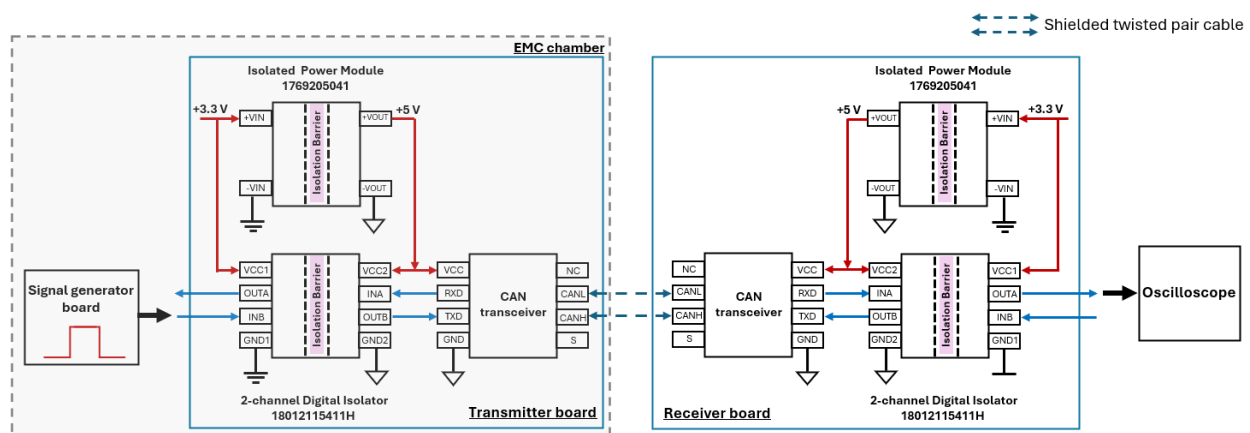 Shielded twisted pair cable
EMC chamber
Isolated Power Module
1769205041
+3.3 V
+VIN
Isolation Barrier
+VOUT
+5 V
-VIN
-VOUT
Signal generator
board
VCC1
OUTA
INB
GND1
Isolation Barrier
VCC2
INA
OUTB
GND2
VCC
RXD
TXD
GND
CAN
transceiver
NC
CANL
CANH
S
2-channel Digital Isolator
18012115411H
Transmitter board
Isolated Power Module
1769205041
+5 V
+VOUT
Isolation Barrier
+VIN
+3.3 V
-VOUT
-VIN
NC
CANL
CANH
S
CAN
transceiver
VCC
RXD
TXD
GND
VCC2
INA
OUTB
GND2
Isolation Barrier
VCC1
OUTA
INB
GND1
Oscilloscope
2-channel Digital Isolator
18012115411H
Receiver board